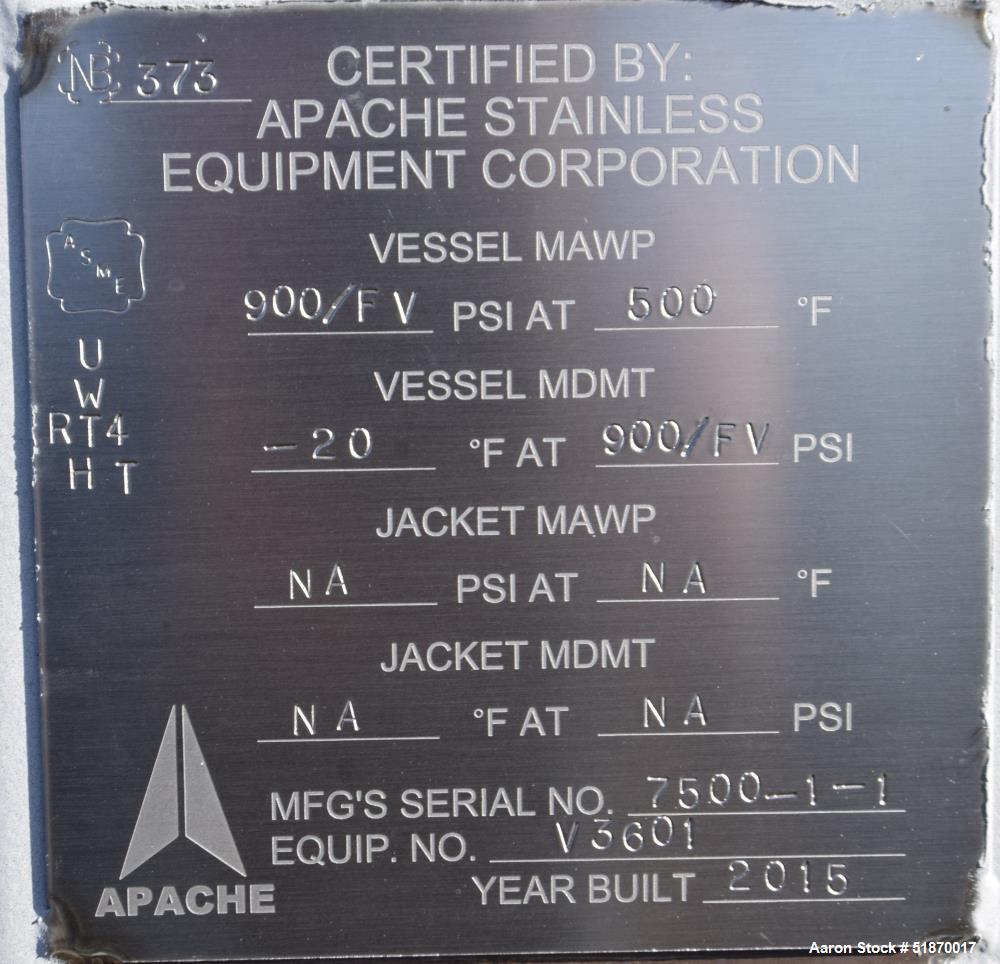 NB 373
CERTIFIED BY:
APACHE STAINLESS
EQUIPMENT CORPORATION
ASME
U
W
RT4
HT
VESSEL MAWP
900/FV PSI AT 500 °F
VESSEL MDMT
-20 °F AT 900/FV PSI
JACKET MAWP
NA PSI AT NA °F
JACKET MDMT
NA °F AT NA PSI
MFG'S SERIAL NO. 7500-1-1
EQUIP. NO. V3601
YEAR BUILT 2015
APACHE
Aaron Stock # 51870017